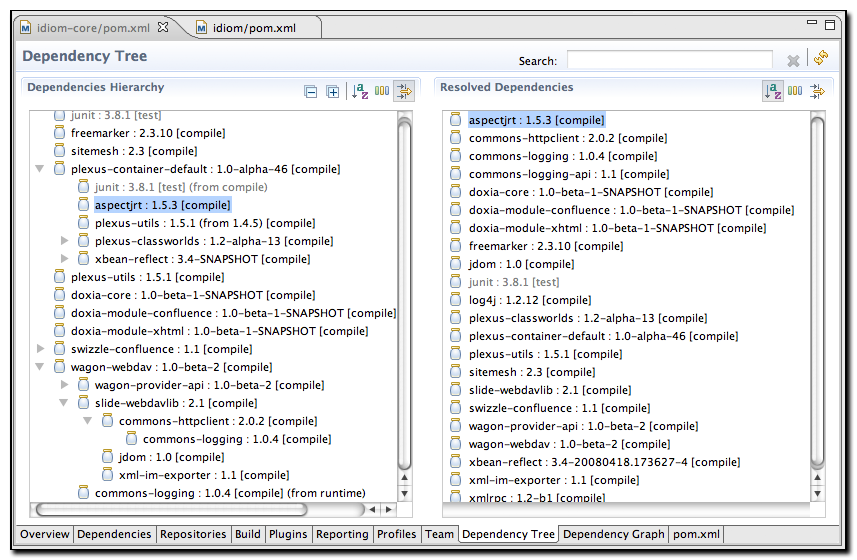 idiom-core/pom.xml
idiom/pom.xml
Dependency Tree
Search:
Dependencies Hierarchy
junit : 3.8.1 [test]
freemarker : 2.3.10 [compile]
sitemesh : 2.3 [compile]
plexus-container-default : 1.0-alpha-46 [compile]
junit : 3.8.1 [test] (from compile)
aspectjrt : 1.5.3 [compile]
plexus-utils : 1.5.1 (from 1.4.5) [compile]
plexus-classworlds : 1.2-alpha-13 [compile]
xbean-reflect : 3.4-SNAPSHOT [compile]
plexus-utils : 1.5.1 [compile]
doxia-core : 1.0-beta-1-SNAPSHOT [compile]
doxia-module-confluence : 1.0-beta-1-SNAPSHOT [compile]
doxia-module-xhtml : 1.0-beta-1-SNAPSHOT [compile]
swizzle-confluence : 1.1 [compile]
wagon-webdav : 1.0-beta-2 [compile]
wagon-provider-api : 1.0-beta-2 [compile]
slide-webdavlib : 2.1 [compile]
commons-httpclient : 2.0.2 [compile]
commons-logging : 1.0.4 [compile]
jdom : 1.0 [compile]
xml-im-exporter : 1.1 [compile]
commons-logging : 1.0.4 [compile] (from runtime)
Resolved Dependencies
aspectjrt : 1.5.3 [compile]
commons-httpclient : 2.0.2 [compile]
commons-logging : 1.0.4 [compile]
commons-logging-api : 1.1 [compile]
doxia-core : 1.0-beta-1-SNAPSHOT [compile]
doxia-module-confluence : 1.0-beta-1-SNAPSHOT [compile]
doxia-module-xhtml : 1.0-beta-1-SNAPSHOT [compile]
freemarker : 2.3.10 [compile]
jdom : 1.0 [compile]
junit : 3.8.1 [test]
log4j : 1.2.12 [compile]
plexus-classworlds : 1.2-alpha-13 [compile]
plexus-container-default : 1.0-alpha-46 [compile]
plexus-utils : 1.5.1 [compile]
sitemesh : 2.3 [compile]
slide-webdavlib : 2.1 [compile]
swizzle-confluence : 1.1 [compile]
wagon-provider-api : 1.0-beta-2 [compile]
wagon-webdav : 1.0-beta-2 [compile]
xbean-reflect : 3.4-20080418.173627-4 [compile]
xml-im-exporter : 1.1 [compile]
xmlrpc : 1.2-b1 [compile]
Overview Dependencies Repositories Build Plugins Reporting Profiles Team Dependency Tree Dependency Graph pom.xml